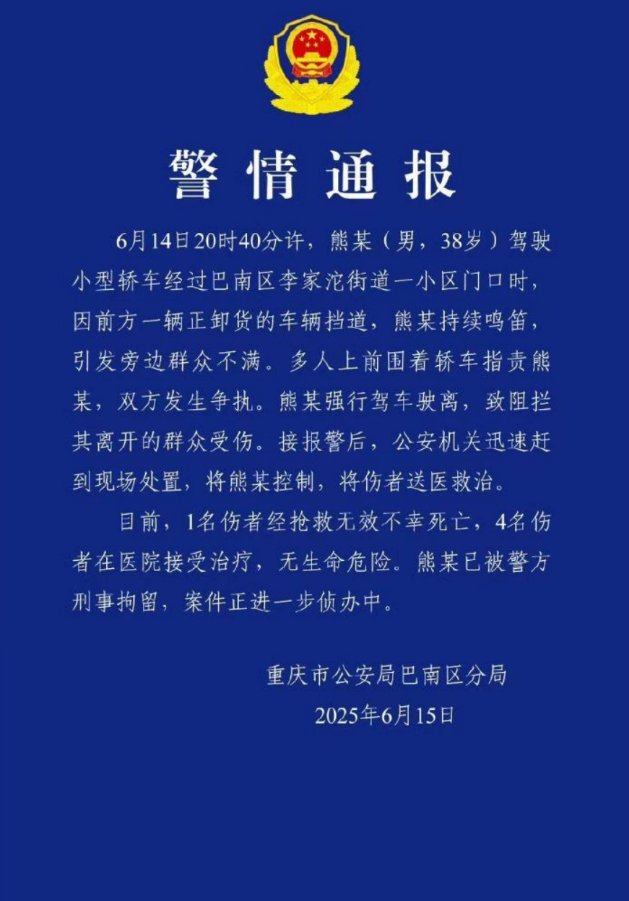 警情通报
6月14日20时40分许，熊某（男，38岁）驾驶
小型轿车经过巴南区李家沱街道一小区门口时，
因前方一辆正卸货的车辆挡道，熊某持续鸣笛，
引发旁边群众不满。多人上前围着轿车指责熊
某，双方发生争执。熊某强行驾车驶离，致阻拦
其离开的群众受伤。接报警后，公安机关迅速赶
到现场处置，将熊某控制，将伤者送医救治。
目前，1名伤者经抢救无效不幸死亡，4名伤
者在医院接受治疗，无生命危险。熊某已被警方
刑事拘留，案件正进一步侦办中。
重庆市公安局巴南区分局
2025年6月15日